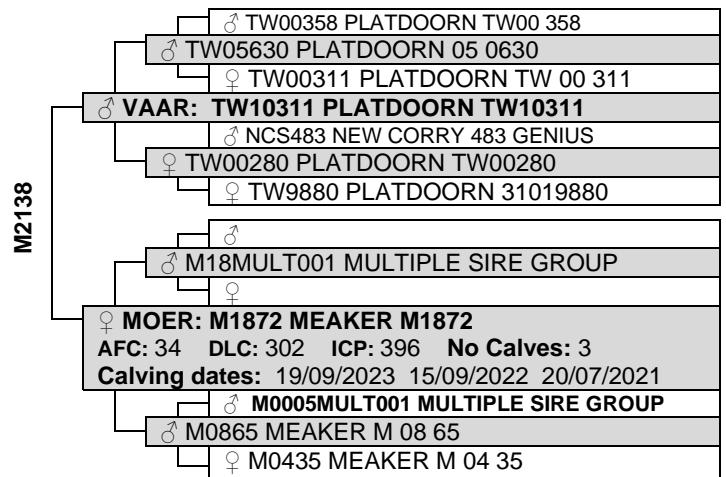 ♂ TW00358 PLATDOORN TW00 358
♂ TW05630 PLATDOORN 05 0630
♀ TW00311 PLATDOORN TW 00 311
♂ VAAR: TW10311 PLATDOORN TW10311
♂ NCS483 NEW CORRY 483 GENIUS
♀ TW00280 PLATDOORN TW00280
♀ TW9880 PLATDOORN 31019880
M2138
♂
♂ M18MULT001 MULTIPLE SIRE GROUP
♀
♀ MOER: M1872 MEAKER M1872
AFC: 34 DLC: 302 ICP: 396 No Calves: 3
Calving dates: 19/09/2023 15/09/2022 20/07/2021
♂ M0005MULT001 MULTIPLE SIRE GROUP
♂ M0865 MEAKER M 08 65
♀ M0435 MEAKER M 04 35